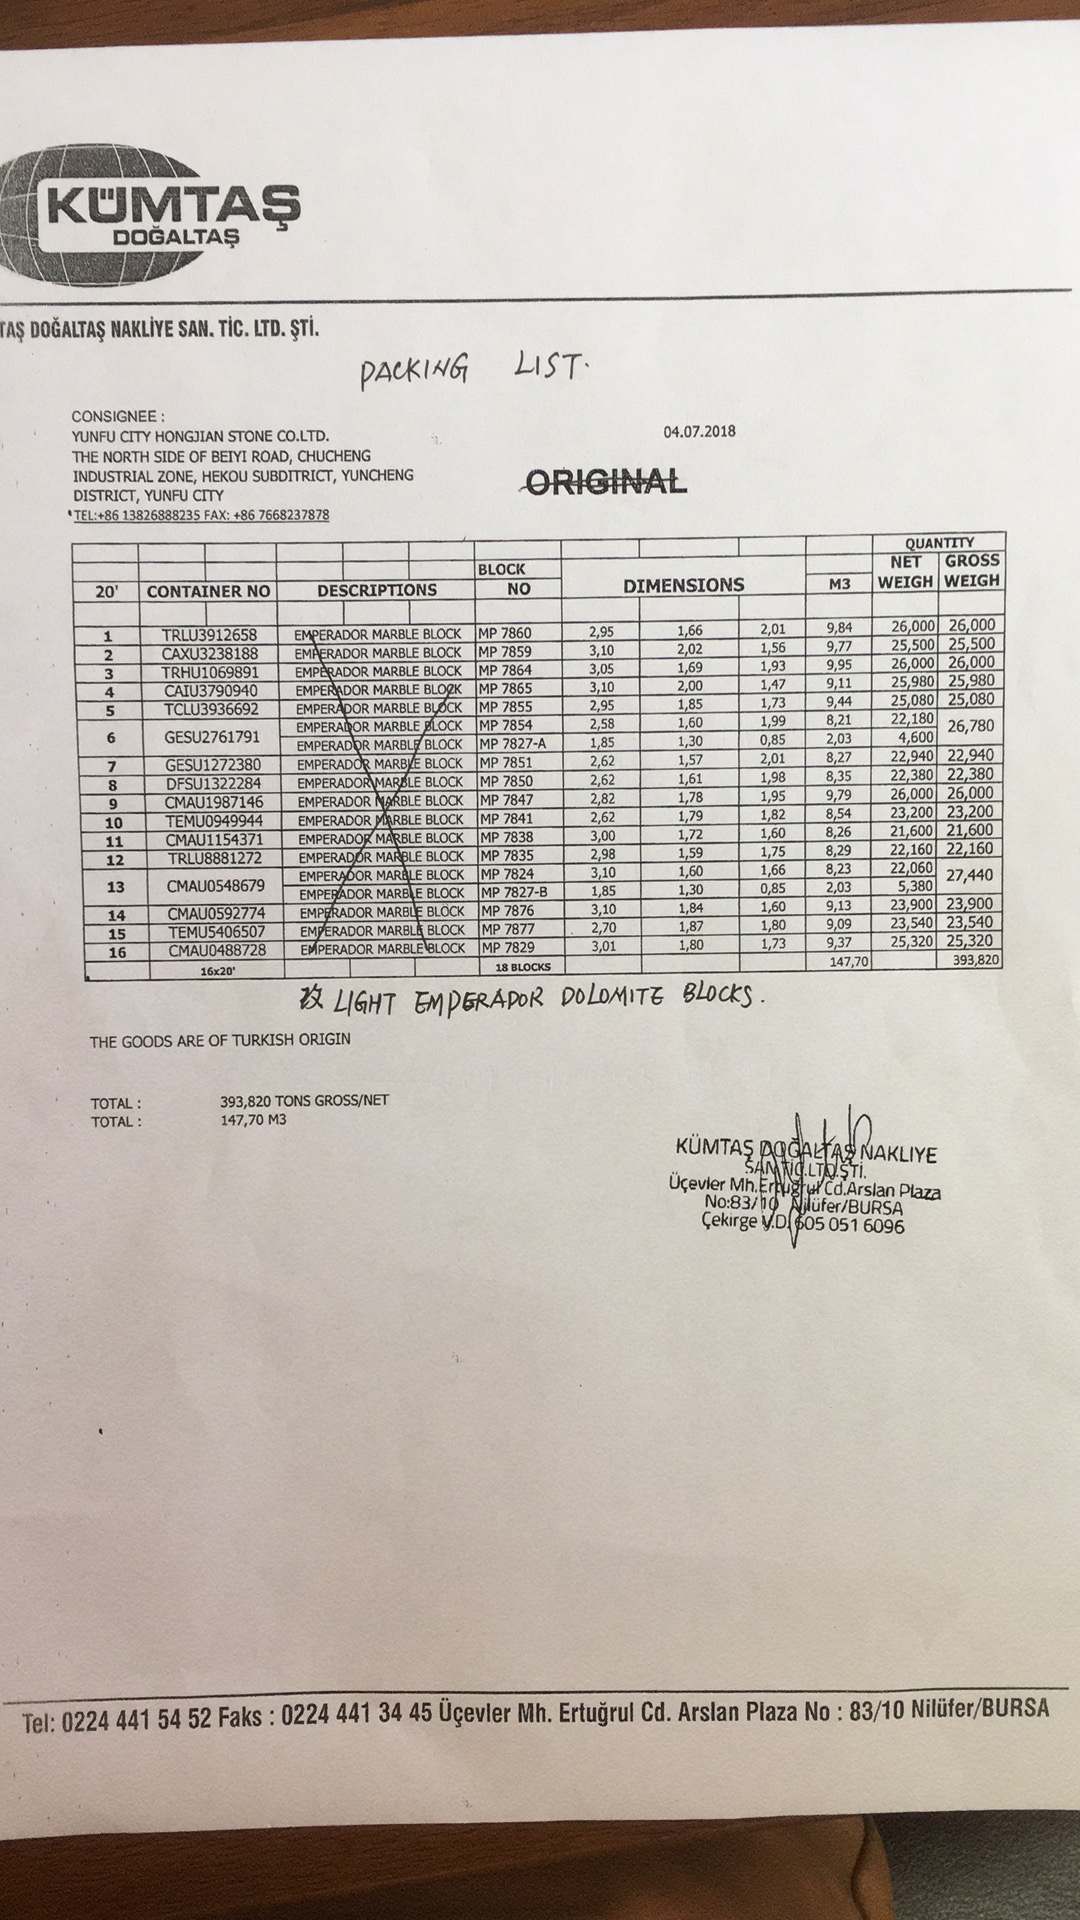 KÜMTAŞ
DOĞALTAŞ
TAŞ DOĞALTAŞ NAKLİYE SAN. TİC. LTD. ŞTİ.
PACKING LIST.
CONSIGNEE :
YUNFU CITY HONGJIAN STONE CO.LTD.
04.07.2018
THE NORTH SIDE OF BEIYI ROAD, CHUCHENG
INDUSTRIAL ZONE, HEKOU SUBDITRICT, YUNCHENG
ORIGINAL
DISTRICT, YUNFU CITY
TEL:+86 13826888235 FAX: +86 7668237878
QUANTITY
20' CONTAINER NO DESCRIPTIONS BLOCK NO DIMENSIONS M3 NET WEIGH GROSS WEIGH
1 TRLU3912658 EMPERADOR MARBLE BLOCK MP 7860 2,95 1,66 2,01 9,84 26,000 26,000
2 CAXU3238188 EMPERADOR MARBLE BLOCK MP 7859 3,10 2,02 1,56 9,77 25,500 25,500
3 TRHU1069891 EMPERADOR MARBLE BLOCK MP 7864 3,05 1,69 1,93 9,95 26,000 26,000
4 CAIU3790940 EMPERADOR MARBLE BLOCK MP 7865 3,10 2,00 1,47 9,11 25,980 25,980
5 TCLU3936692 EMPERADOR MARBLE BLOCK MP 7855 2,95 1,85 1,73 9,44 25,080 25,080
6 GESU2761791 EMPERADOR MARBLE BLOCK MP 7854 2,58 1,60 1,99 8,21 22,180 26,780
EMPERADOR MARBLE BLOCK MP 7827-A 1,85 1,30 0,85 2,03 4,600
7 GESU1272380 EMPERADOR MARBLE BLOCK MP 7851 2,62 1,57 2,01 8,27 22,940 22,940
8 DFSU1322284 EMPERADOR MARBLE BLOCK MP 7850 2,62 1,61 1,98 8,35 22,380 22,380
9 CMAU1987146 EMPERADOR MARBLE BLOCK MP 7847 2,82 1,78 1,95 9,79 26,000 26,000
10 TEMU0949944 EMPERADOR MARBLE BLOCK MP 7841 2,62 1,79 1,82 8,54 23,200 23,200
11 CMAU1154371 EMPERADOR MARBLE BLOCK MP 7838 3,00 1,72 1,60 8,26 21,600 21,600
12 TRLU8881272 EMPERADOR MARBLE BLOCK MP 7835 2,98 1,59 1,75 8,29 22,160 22,160
13 CMAU0548679 EMPERADOR MARBLE BLOCK MP 7824 3,10 1,60 1,66 8,23 22,060 27,440
EMPERADOR MARBLE BLOCK MP 7827-B 1,85 1,30 0,85 2,03 5,380
14 CMAU0592774 EMPERADOR MARBLE BLOCK MP 7876 3,10 1,84 1,60 9,13 23,900 23,900
15 TEMU5406507 EMPERADOR MARBLE BLOCK MP 7877 2,70 1,87 1,80 9,09 23,540 23,540
16 CMAU0488728 EMPERADOR MARBLE BLOCK MP 7829 3,01 1,80 1,73 9,37 25,320 25,320
16x20' 18 BLOCKS 147,70 393,820
改 LIGHT EMPERADOR DOLOMITE BLOCKS.
THE GOODS ARE OF TURKISH ORIGIN
TOTAL : 393,820 TONS GROSS/NET
TOTAL : 147,70 M3
KÜMTAŞ DOĞALTAŞ NAKLIYE
SAN.TİC.LTD.ŞTİ.
Üçevler Mh.Ertuğrul Cd.Arslan Plaza
No:83/10 Nilüfer/BURSA
Çekirge V.D. 605 051 6096
Tel: 0224 441 54 52 Faks : 0224 441 34 45 Üçevler Mh. Ertuğrul Cd. Arslan Plaza No : 83/10 Nilüfer/BURSA